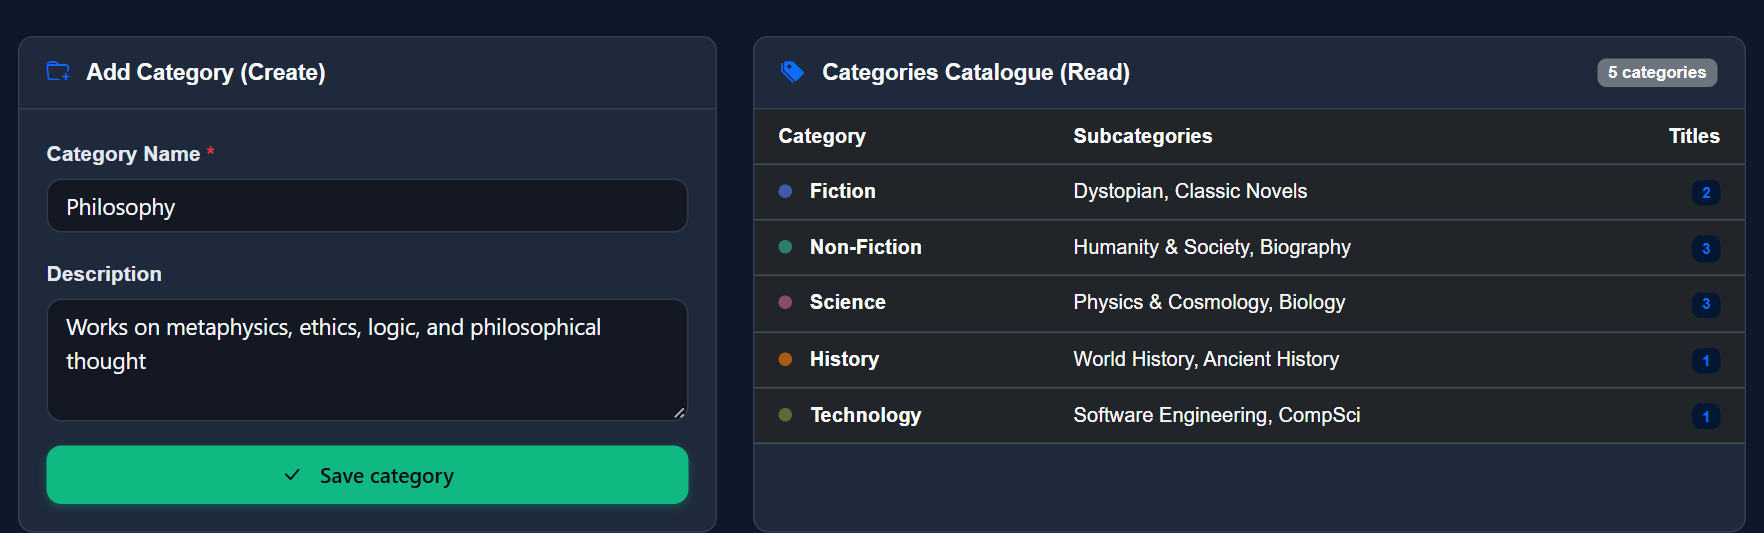 Add Category (Create)
Category Name *
Philosophy
Description
Works on metaphysics, ethics, logic, and philosophical
thought
Save category
Categories Catalogue (Read)
5 categories
Category Subcategories Titles
Fiction Dystopian, Classic Novels 2
Non-Fiction Humanity & Society, Biography 3
Science Physics & Cosmology, Biology 3
History World History, Ancient History 1
Technology Software Engineering, CompSci 1